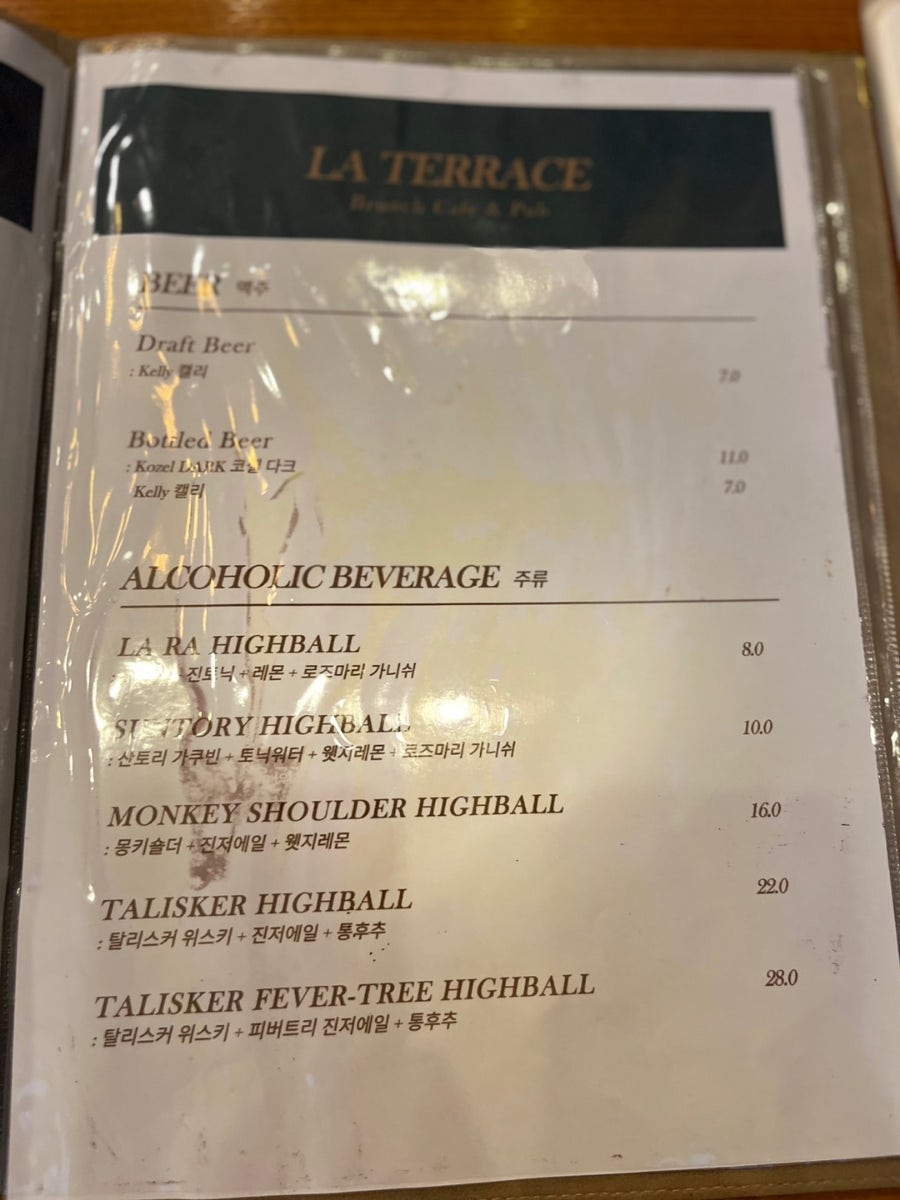 LA TERRACE
Brunch Cafe & Pub
BEER 맥주
Draft Beer
: Kelly 캘리 7.0
Bottled Beer
: Kozel DARK 코젤 다크 11.0
Kelly 캘리 7.0
ALCOHOLIC BEVERAGE 주류
LA RA HIGHBALL 8.0
진토닉 + 레몬 + 로즈마리 가니쉬
SUNTORY HIGHBALL 10.0
: 산토리 가쿠빈 + 토닉워터 + 웻지레몬 + 로즈마리 가니쉬
MONKEY SHOULDER HIGHBALL 16.0
: 몽키숄더 + 진저에일 + 웻지레몬
TALISKER HIGHBALL 22.0
: 탈리스커 위스키 + 진저에일 + 통후추
TALISKER FEVER-TREE HIGHBALL 28.0
: 탈리스커 위스키 + 피버트리 진저에일 + 통후추